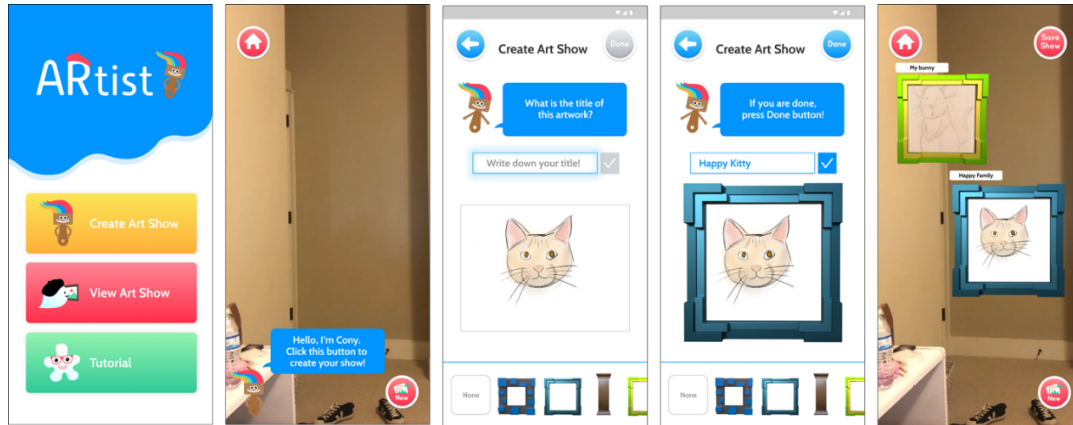 ARtist
Create Art Show
View Art Show
Tutorial
Hello, I'm Cony.
Click this button to
create your show!
New
Create Art Show
Done
What is the title of
this artwork?
Write down your title!
None
Create Art Show
Done
If you are done,
press Done button!
Happy Kitty
None
Save
Show
My bunny
Happy Family
New